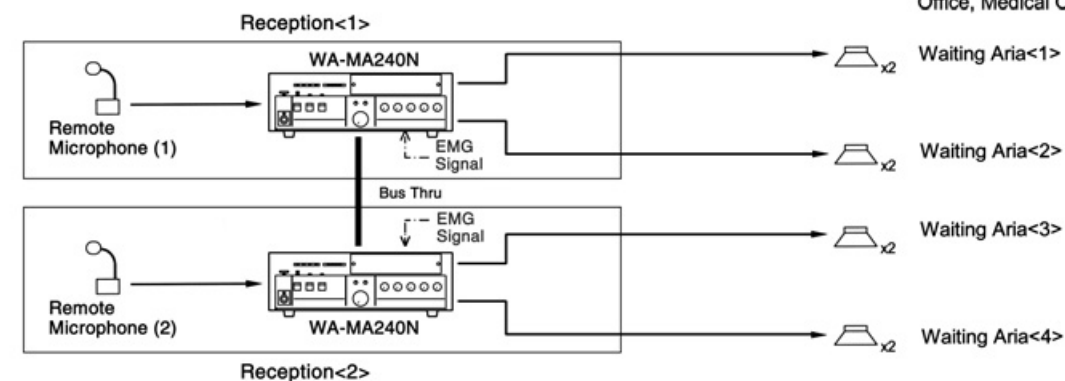 Office, Medical C
Reception<1>
WA-MA240N
Remote
Microphone (1)
EMG
Signal
x2
Waiting Aria<1>
x2
Waiting Aria<2>
Bus Thru
EMG
Signal
Remote
Microphone (2)
WA-MA240N
x2
Waiting Aria<3>
x2
Waiting Aria<4>
Reception<2>